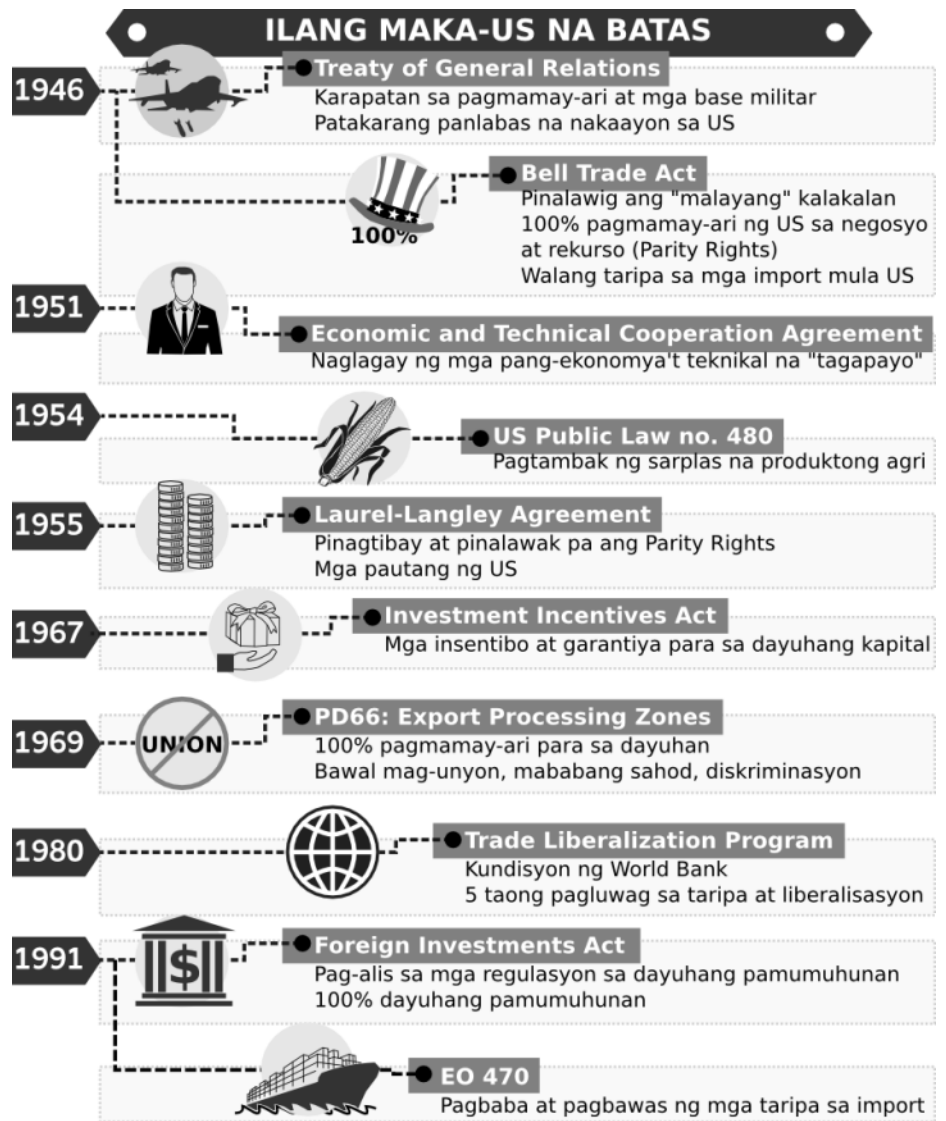 ILANG MAKA-US NA BATAS
1946
Treaty of General Relations
Karapatan sa pagmamay-ari at mga base militar
Patakarang panlabas na nakaayon sa US
100%
Bell Trade Act
Pinalawig ang "malayang" kalakalan
100% pagmamay-ari ng US sa negosyo
at rekurso (Parity Rights)
Walang taripa sa mga import mula US
1951
Economic and Technical Cooperation Agreement
Naglagay ng mga pang-ekonomya't teknikal na "tagapayo"
1954
US Public Law no. 480
Pagtambak ng sarplas na produktong agri
1955
Laurel-Langley Agreement
Pinagtibay at pinalawak pa ang Parity Rights
Mga pautang ng US
1967
Investment Incentives Act
Mga insentibo at garantiya para sa dayuhang kapital
1969
UNION
PD66: Export Processing Zones
100% pagmamay-ari para sa dayuhan
Bawal mag-unyon, mababang sahod, diskriminasyon
1980
Trade Liberalization Program
Kundisyon ng World Bank
5 taong pagluwag sa taripa at liberalisasyon
1991
$
Foreign Investments Act
Pag-alis sa mga regulasyon sa dayuhang pamumuhunan
100% dayuhang pamumuhunan
EO 470
Pagbaba at pagbawas ng mga taripa sa import